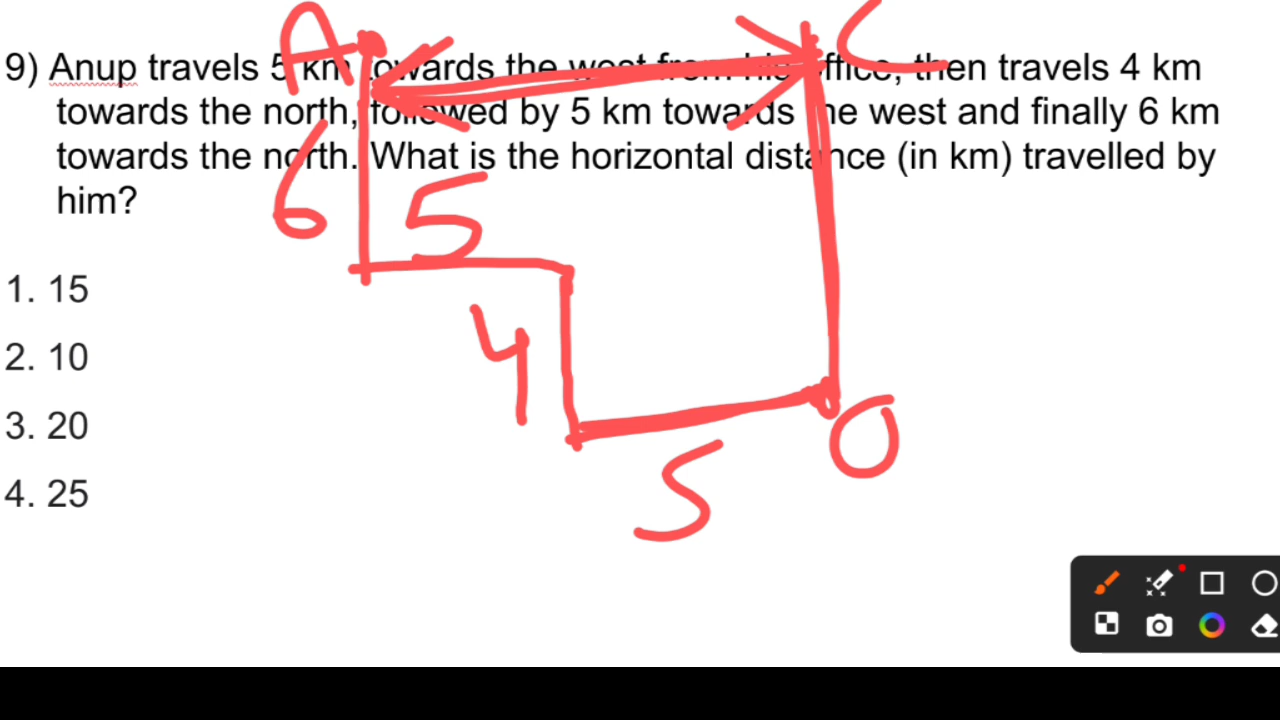 9) Anup travels 5 km towards the west from his office, then travels 4 km
towards the north, followed by 5 km towards the west and finally 6 km
towards the north. What is the horizontal distance (in km) travelled by
him?
1. 15
2. 10
3. 20
4. 25
A
C
6
5
4
5
O